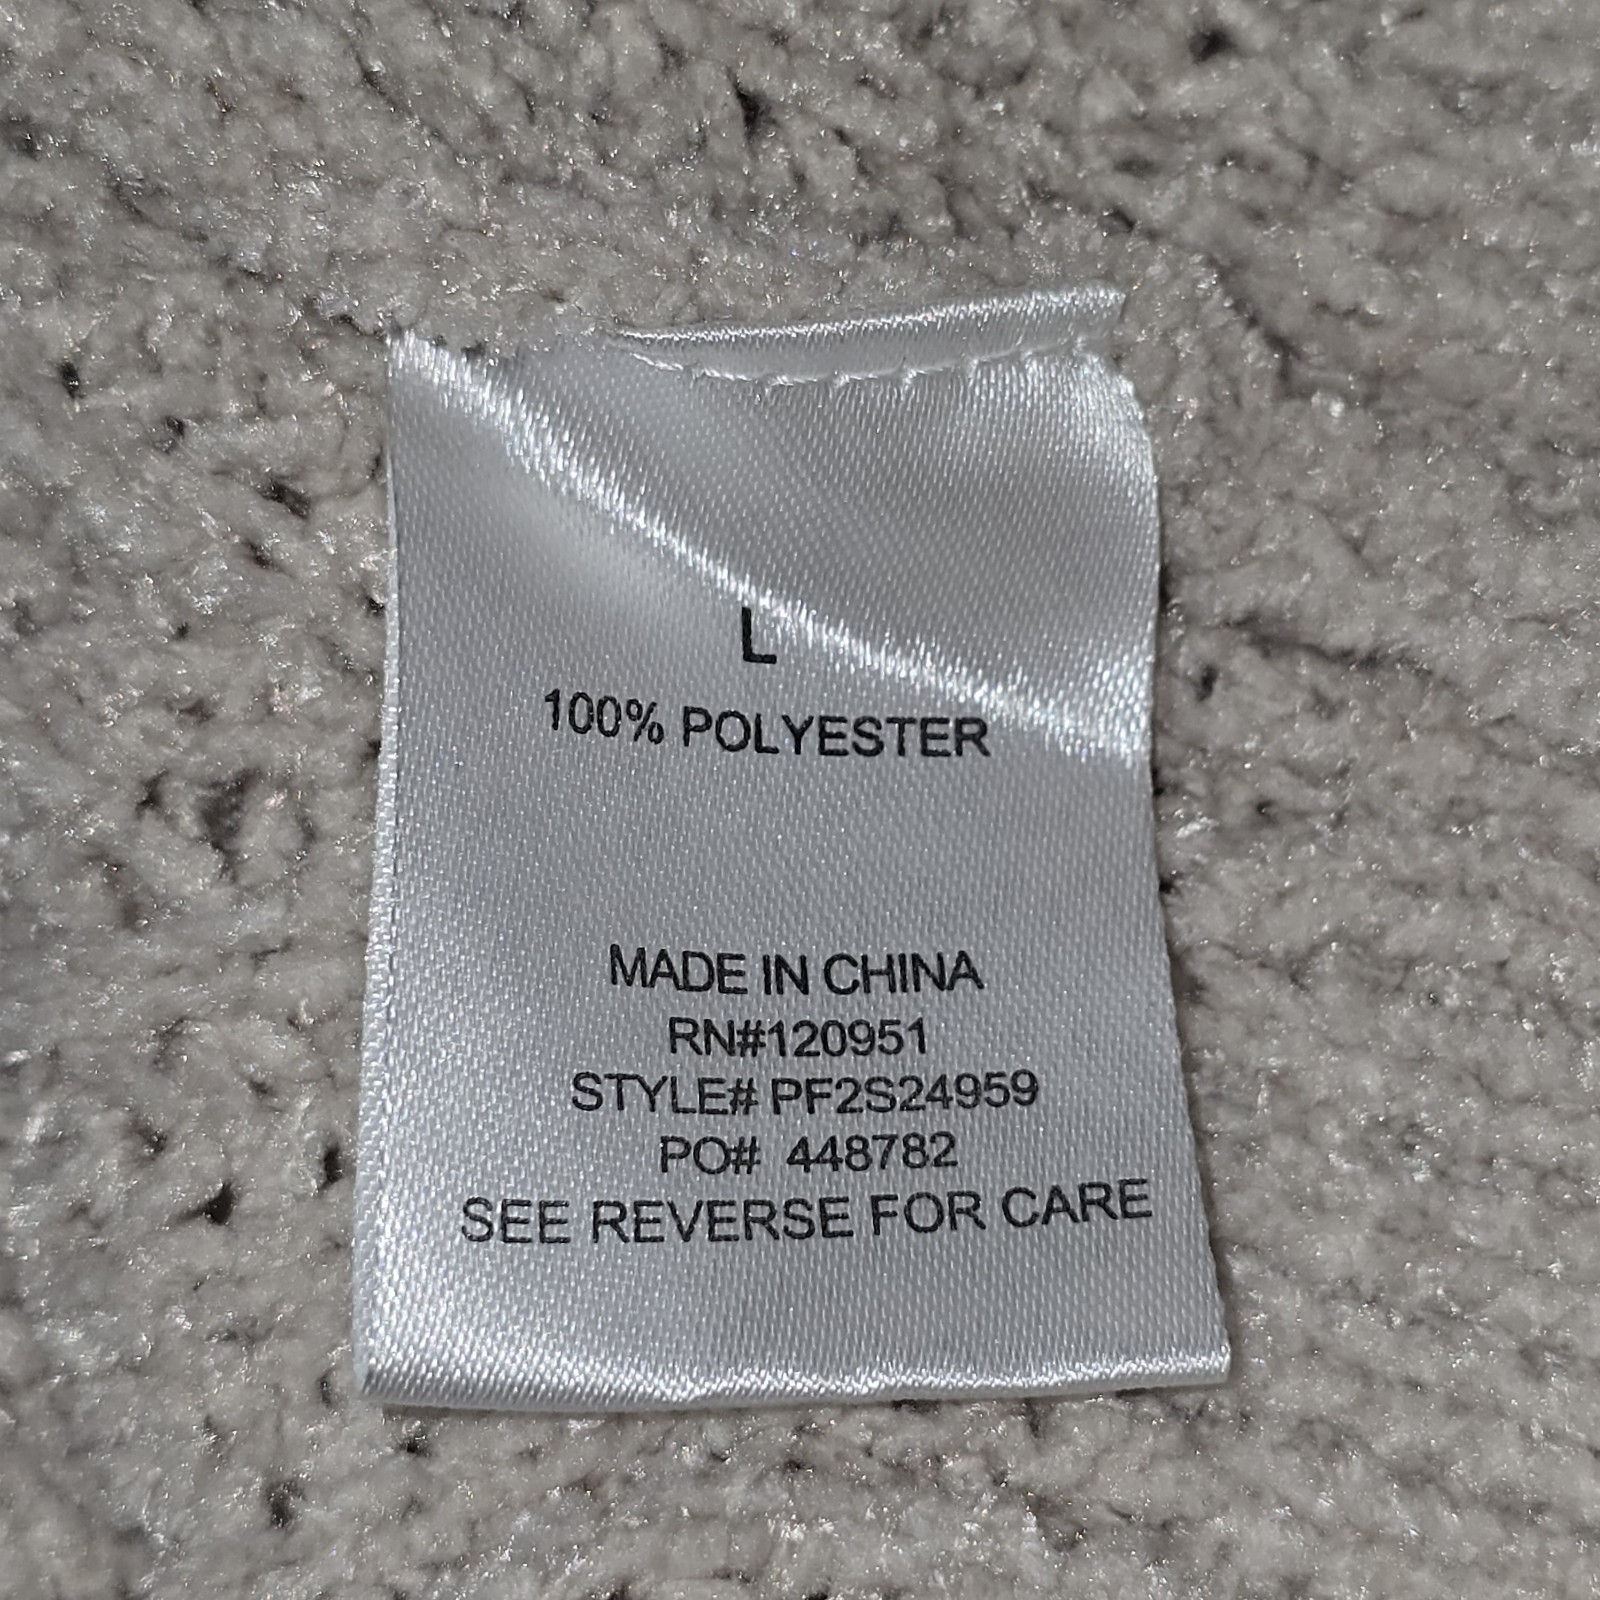 L
100% POLYESTER
MADE IN CHINA
RN#120951
STYLE# PF2S24959
PO# 448782
SEE REVERSE FOR CARE